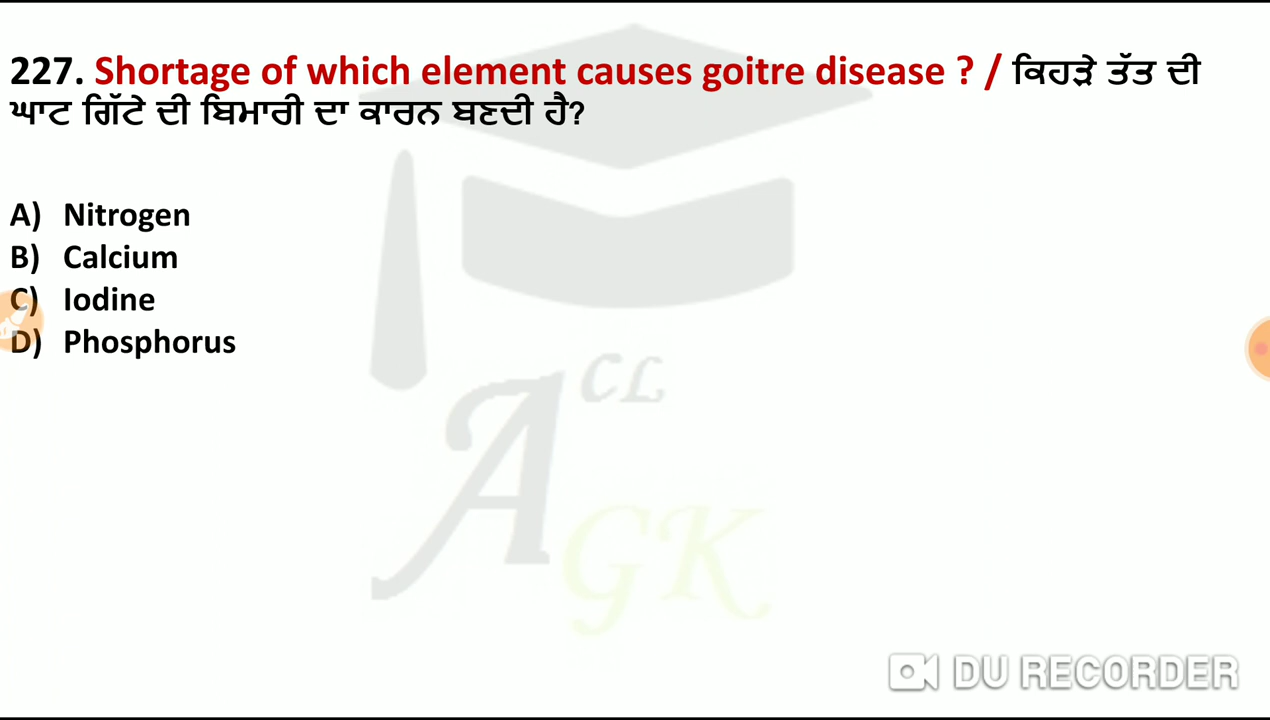 227. Shortage of which element causes goitre disease ? / ਕਿਹੜੇ ਤੱਤ ਦੀ
ਘਾਟ ਗਿੱਟੇ ਦੀ ਬਿਮਾਰੀ ਦਾ ਕਾਰਨ ਬਣਦੀ ਹੈ?
A) Nitrogen
B) Calcium
C) Iodine
D) Phosphorus
A CL
GK
DU RECORDER